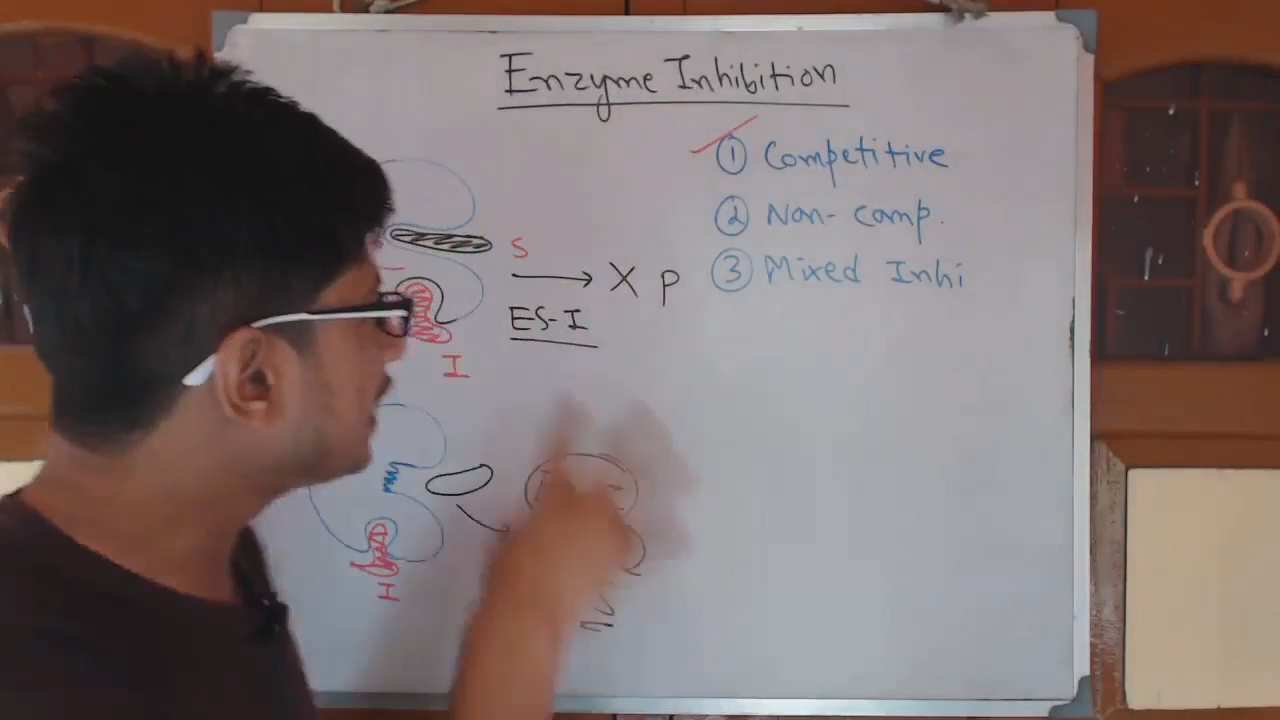 Enzyme Inhibition
① Competitive
② Non-comp.
③ Mixed Inhi
S
X P
ES-I
I
I